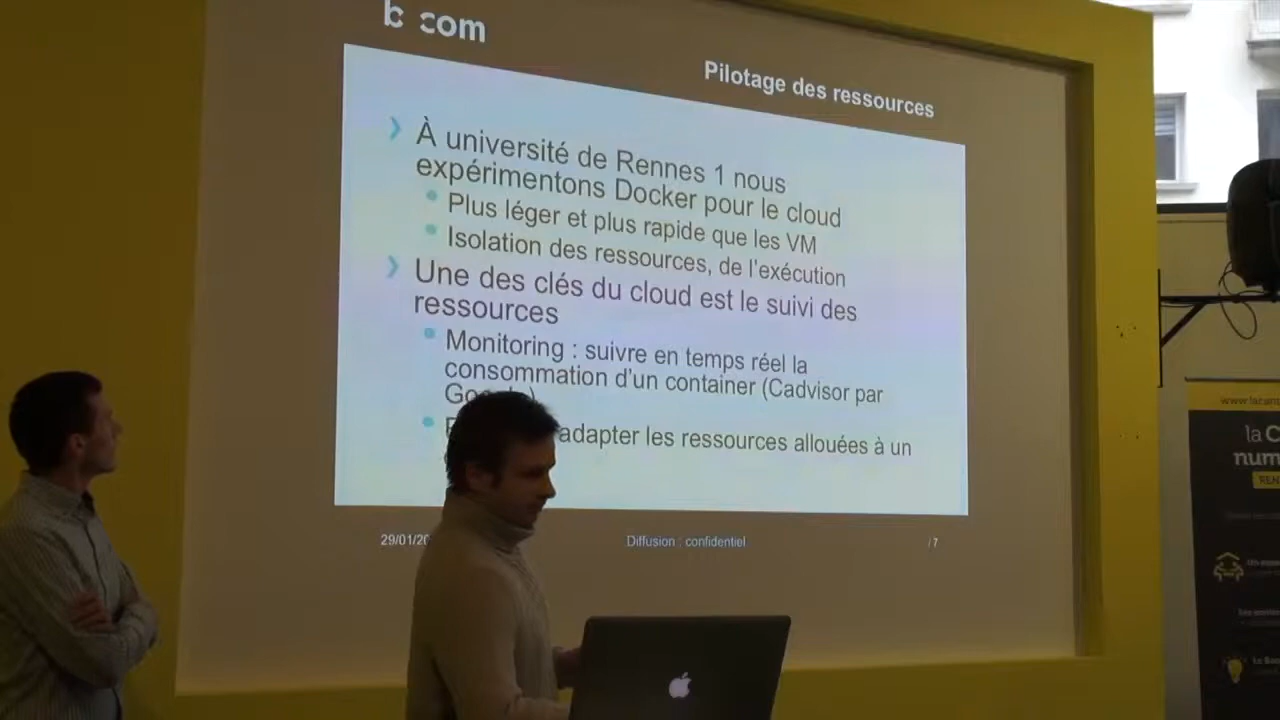 b com
Pilotage des ressources
À université de Rennes 1 nous
expérimentons Docker pour le cloud
Plus léger et plus rapide que les VM
Isolation des ressources, de l'exécution
Une des clés du cloud est le suivi des
ressources
Monitoring : suivre en temps réel la
consommation d'un container (Cadvisor par
adapter les ressources allouées à un
29/01/20
Diffusion : confidentiel
/ 7
la